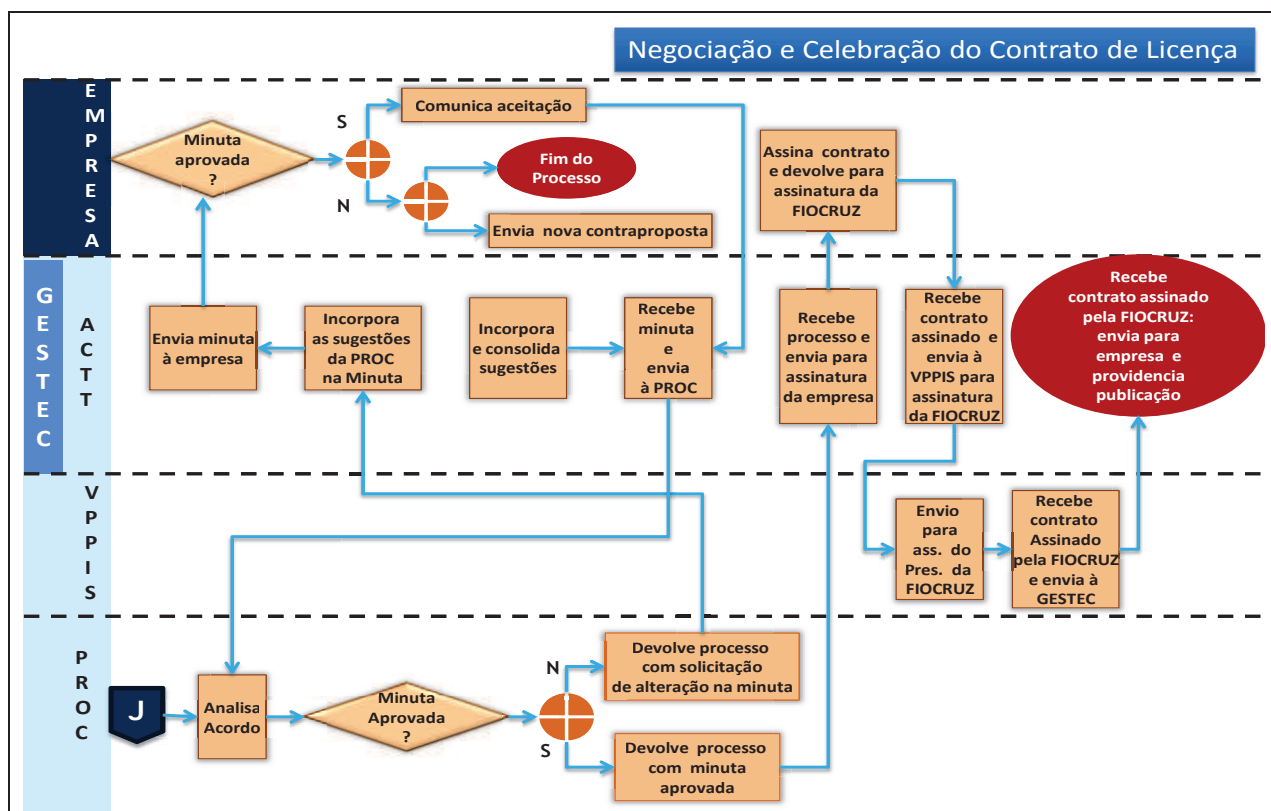 Negociação e Celebração do Contrato de Licença
EMPRESA
Minuta
aprovada
?
S
N
Comunica aceitação
Fim do
Processo
Envia nova contraproposta
Assina contrato
e devolve para
assinatura da
FIOCRUZ
GESTEC
ACTT
Envia minuta
à empresa
Incorpora
as sugestões
da PROC
na Minuta
Incorpora
e consolida
sugestões
Recebe
minuta
e
envia
à PROC
Recebe
processo e
envia para
assinatura
da empresa
Recebe
contrato
assinado e
envia à
VPPIS para
assinatura
da FIOCRUZ
Recebe
contrato assinado
pela FIOCRUZ:
envia para
empresa e
providencia
publicação
VPPIS
Envio
para
ass. do
Pres. da
FIOCRUZ
Recebe
contrato
Assinado
pela FIOCRUZ
e envia à
GESTEC
PROC
J
Analisa
Acordo
Minuta
Aprovada
?
N
S
Devolve processo
com solicitação
de alteração na minuta
Devolve processo
com minuta
aprovada